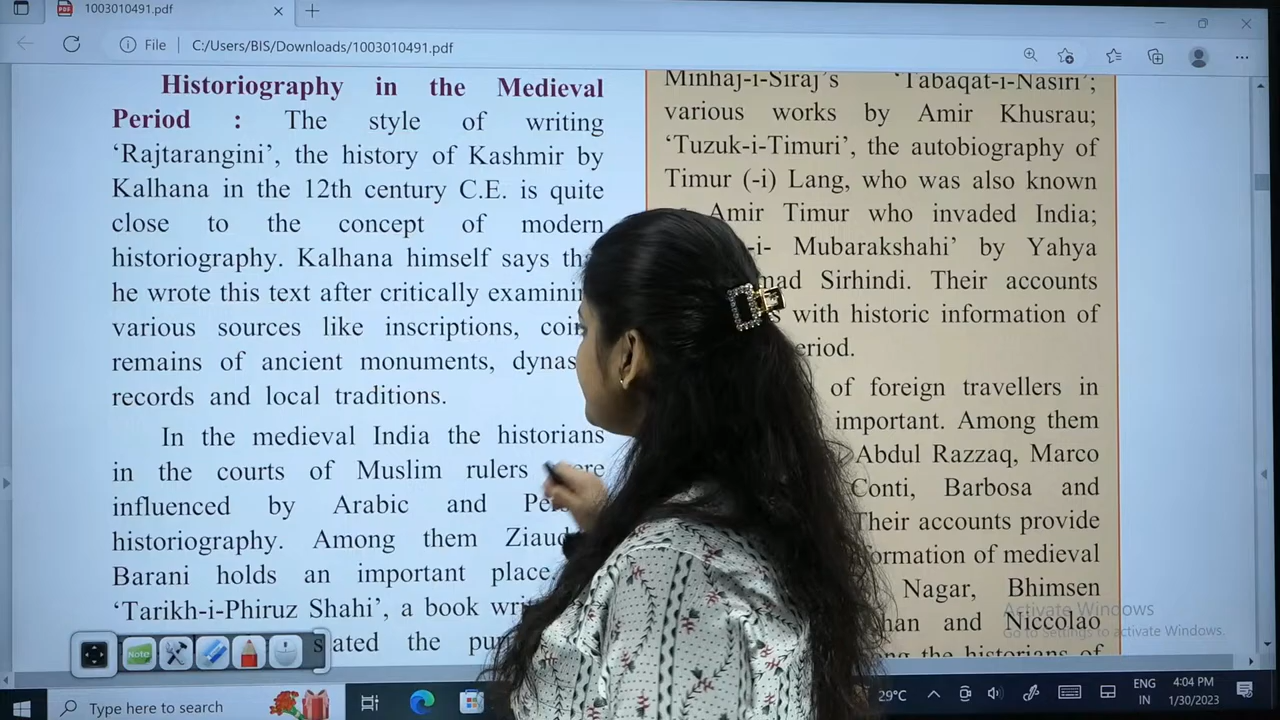 1003010491.pdf
File
C:/Users/BIS/Downloads/1003010491.pdf
Historiography in the Medieval
Period : The style of writing
‘Rajtarangini’, the history of Kashmir by
Kalhana in the 12th century C.E. is quite
close to the concept of modern
historiography. Kalhana himself says
he wrote this text after critically
various sources like inscriptions,
remains of ancient monuments,
records and local traditions.
In the medieval India the historians
in the courts of Muslim rulers
influenced by Arabic and
historiography. Among them
Barani holds an important place
‘Tarikh-i-Phiruz Shahi’, a book
the
Minhaj-i-Siraj’s ‘Tabaqat-i-Nasiri’;
various works by Amir Khusrau;
‘Tuzuk-i-Timuri’, the autobiography of
Timur (-i) Lang, who was also known
Amir Timur who invaded India;
-i- Mubarakshahi’ by Yahya
Sirhindi. Their accounts
with historic information of
of foreign travellers in
important. Among them
Abdul Razzaq, Marco
Conti, Barbosa and
Their accounts provide
of medieval
Nagar, Bhimsen
and Niccolao
the historians of
Activate Windows
Go to Settings to activate Windows.
Note
Type here to search
29°C
ENG
IN
4:04 PM
1/30/2023